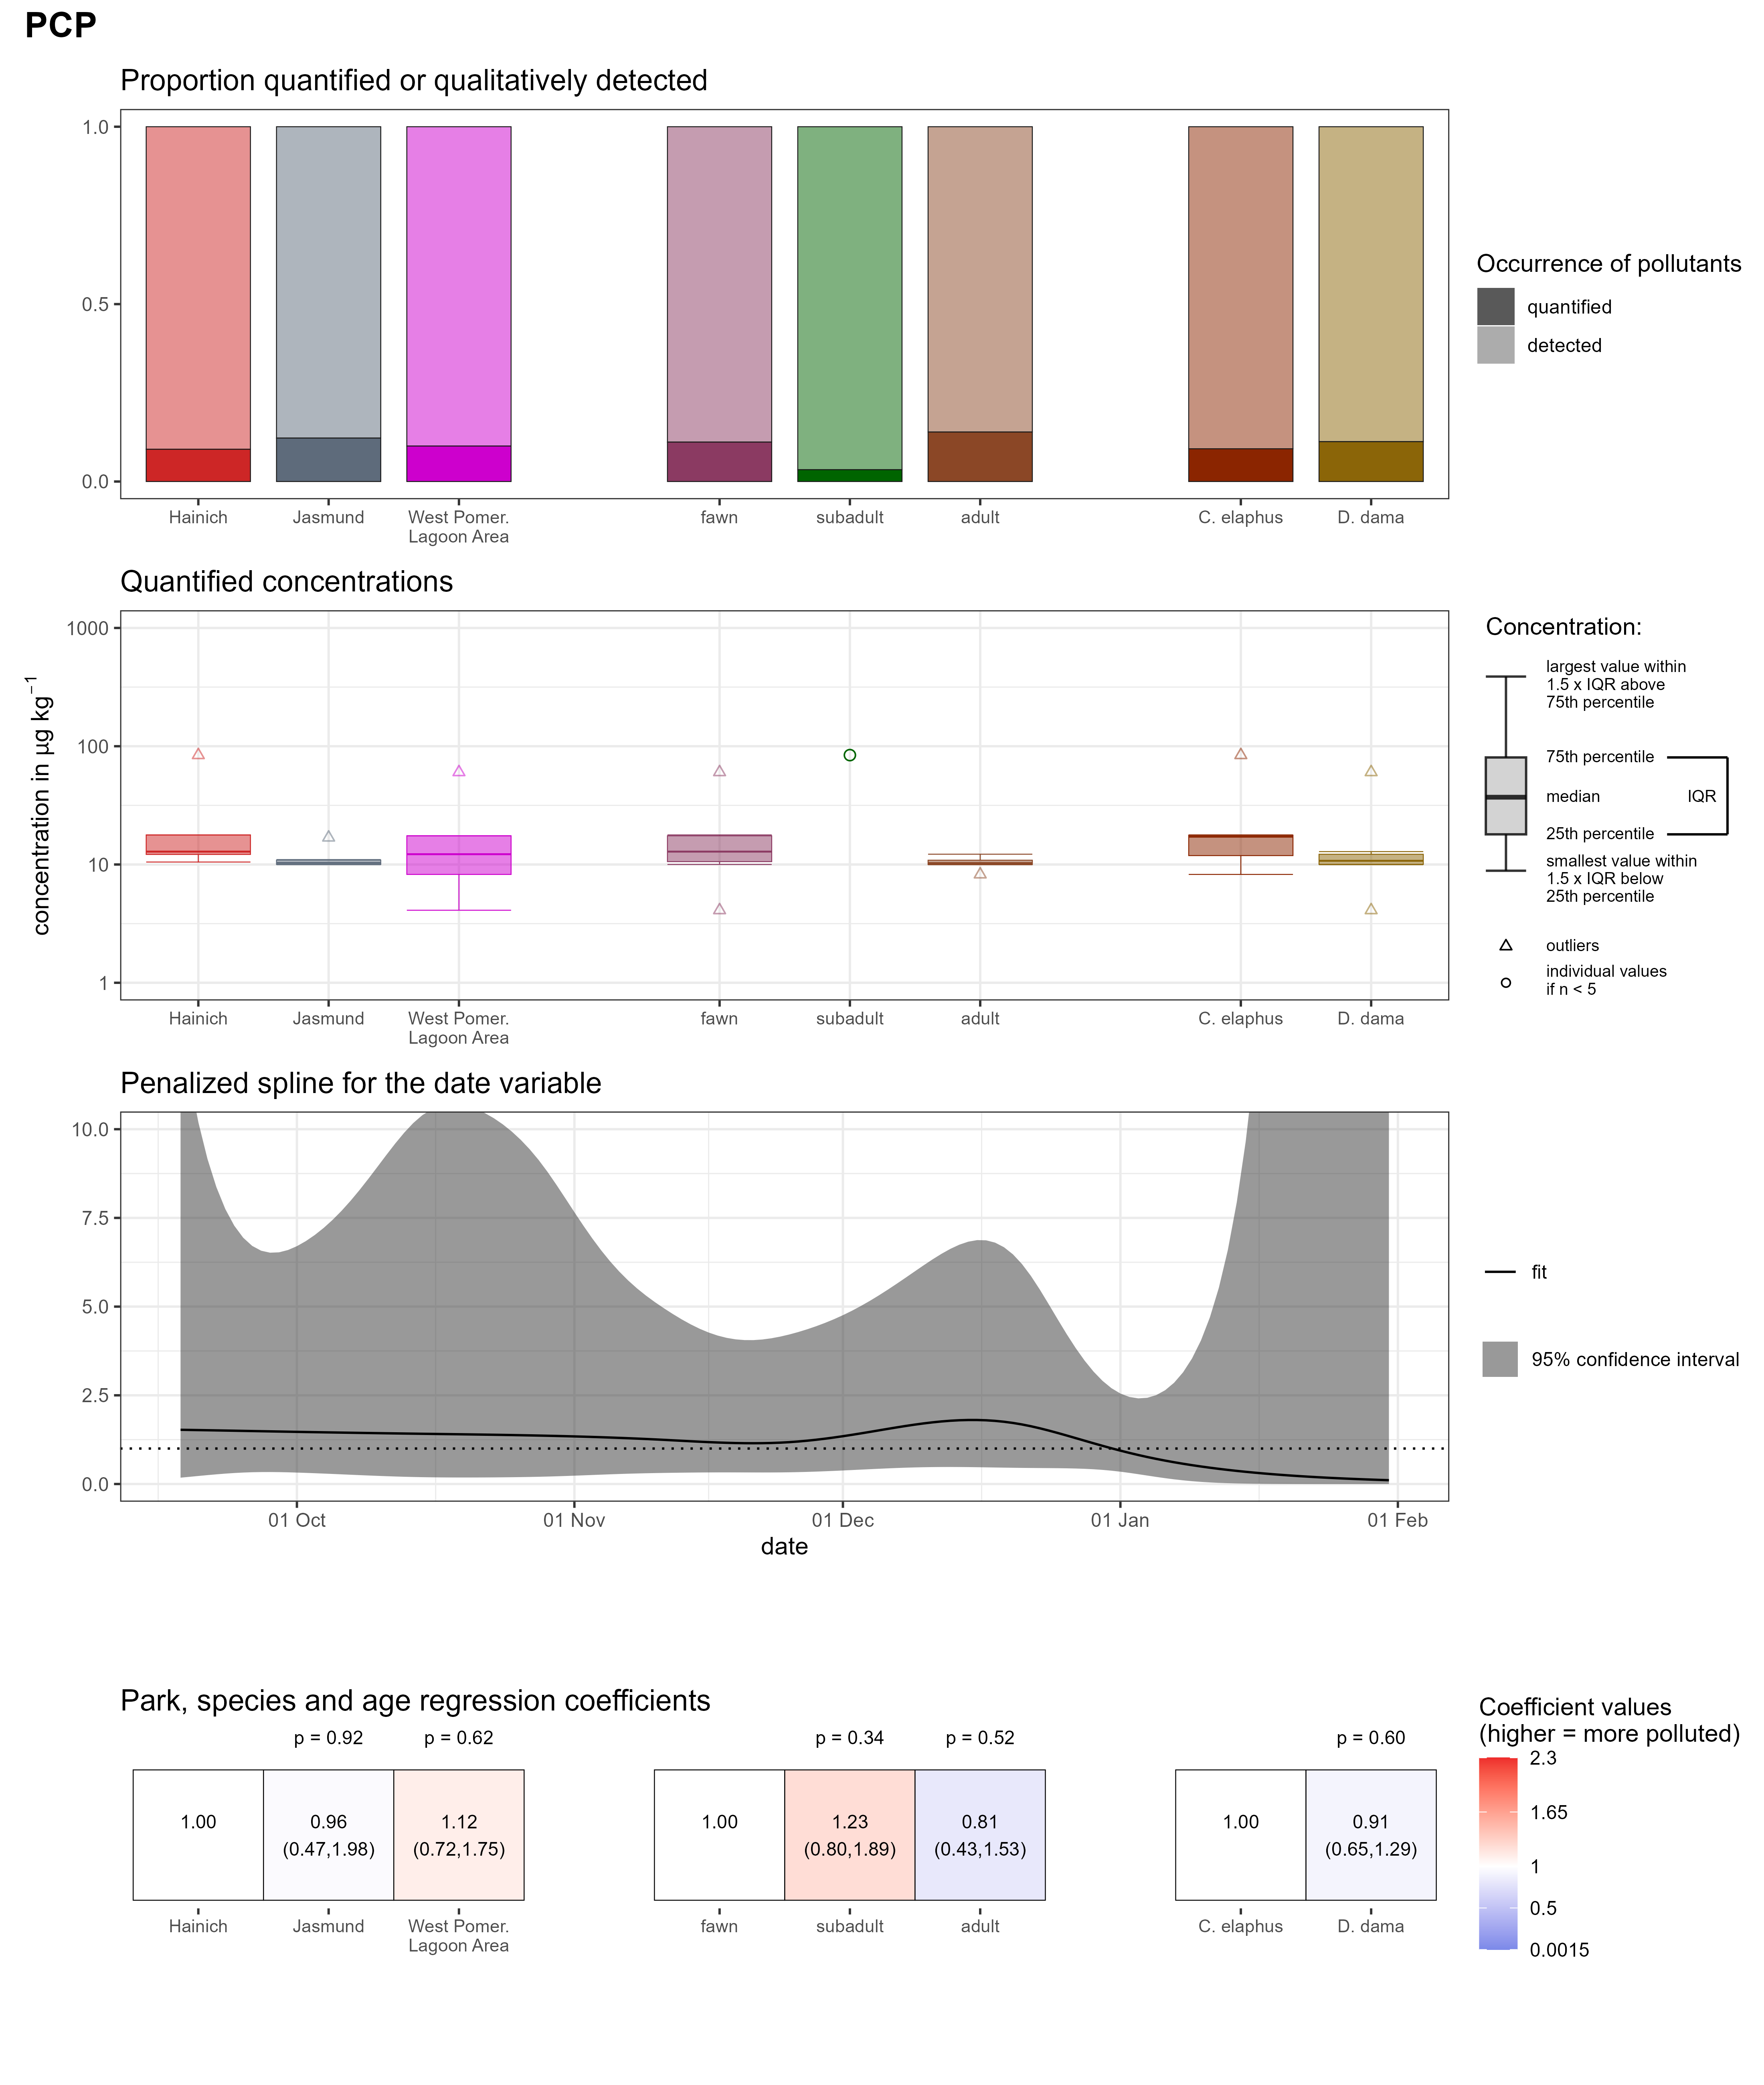 PCP
Proportion quantified or qualitatively detected
1.0
0.5
0.0
Hainich Jasmund West Pomer. fawn subadult adult C. elaphus D. dama
Lagoon Area
Occurrence of pollutants
quantified
detected
Quantified concentrations
concentration in µg kg⁻¹
1000
100
10
1
Hainich Jasmund West Pomer. fawn subadult adult C. elaphus D. dama
Lagoon Area
Concentration:
largest value within
1.5 x IQR above
75th percentile
75th percentile
median IQR
25th percentile
smallest value within
1.5 x IQR below
25th percentile
outliers
individual values
if n < 5
Penalized spline for the date variable
10.0
7.5
5.0
2.5
0.0
01 Oct 01 Nov 01 Dec 01 Jan 01 Feb
date
fit
95% confidence interval
Park, species and age regression coefficients
p = 0.92 p = 0.62 p = 0.34 p = 0.52 p = 0.60
1.00 0.96 1.12 1.00 1.23 0.81 1.00 0.91
(0.47,1.98) (0.72,1.75) (0.80,1.89) (0.43,1.53) (0.65,1.29)
Hainich Jasmund West Pomer. fawn subadult adult C. elaphus D. dama
Lagoon Area
Coefficient values
(higher = more polluted)
2.3
1.65
1
0.5
0.0015